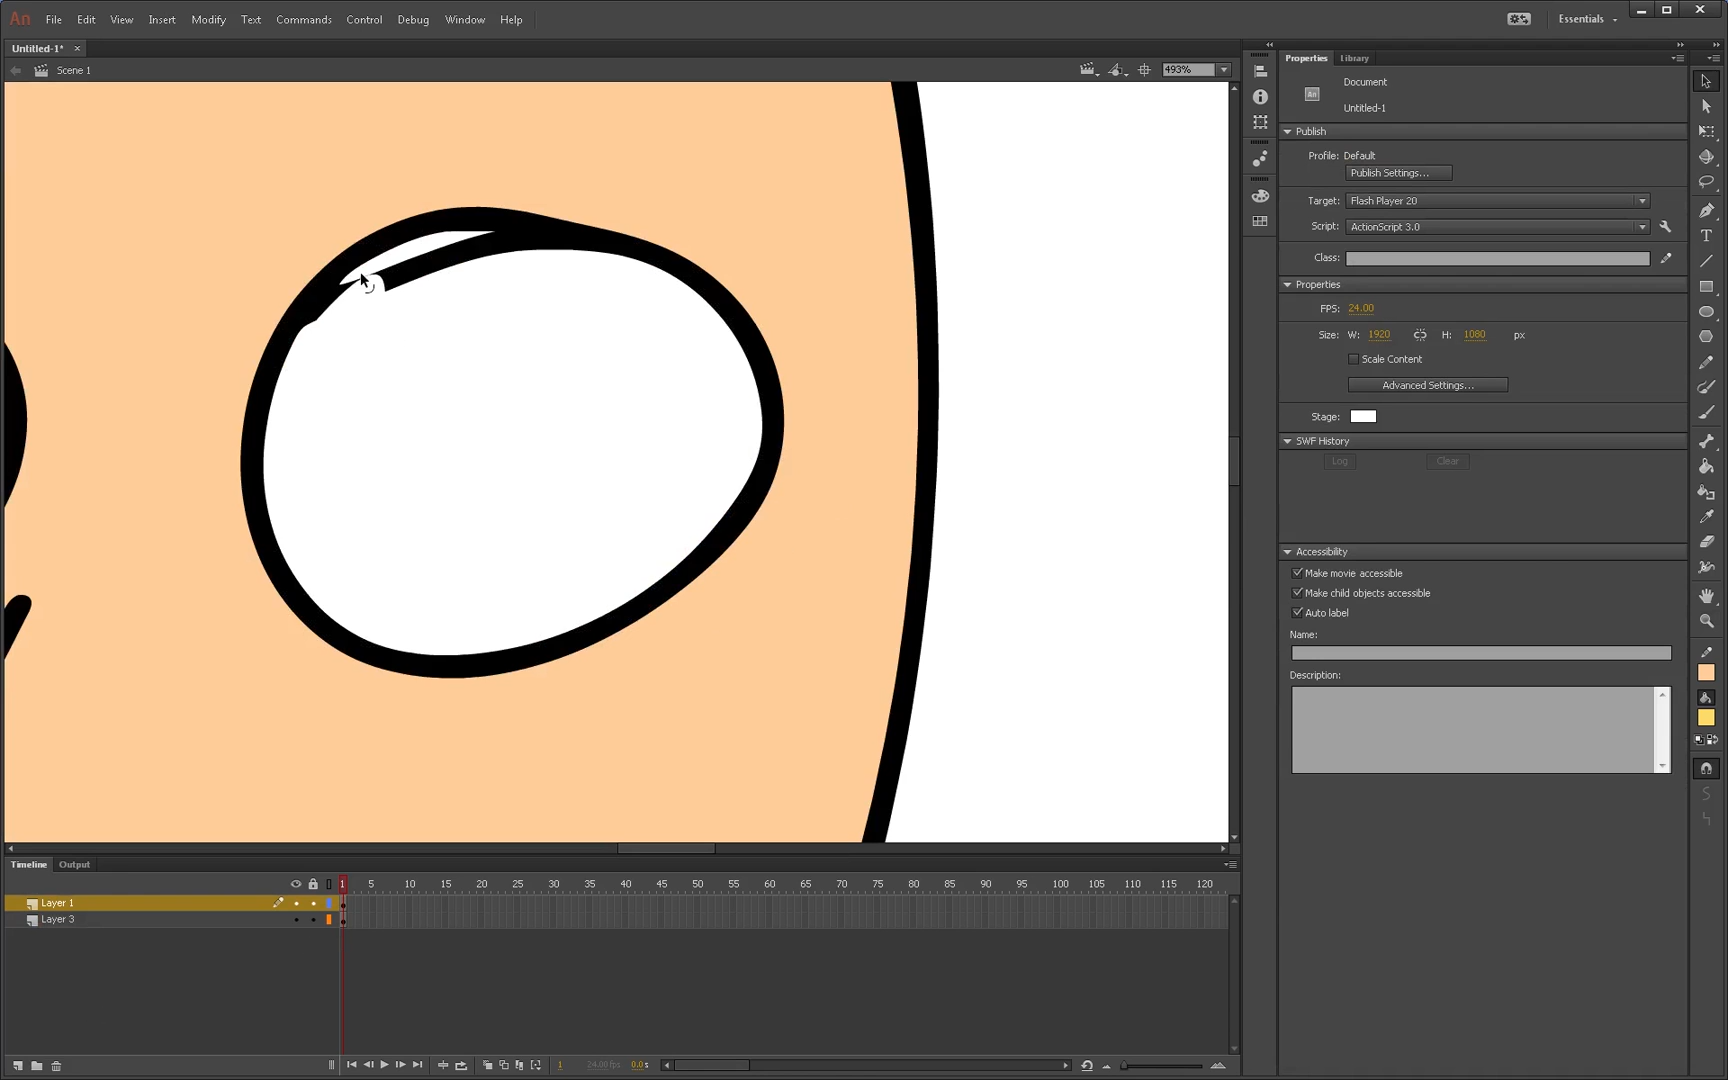 An File Edit View Insert Modify Text Commands Control Debug Window Help Essentials
Untitled-1* ×
Scene 1 493%
Properties Library
Document
An
Untitled-1
Publish
Profile: Default
Publish Settings...
Target: Flash Player 20
Script: ActionScript 3.0
Class:
Properties
FPS: 24.00
Size: W: 1920 H: 1080 px
Scale Content
Advanced Settings...
Stage:
SWF History
Log Clear
Accessibility
Make movie accessible
Make child objects accessible
Auto label
Name:
Description:
Timeline Output
1 5 10 15 20 25 30 35 40 45 50 55 60 65 70 75 80 85 90 95 100 105 110 115 120
Layer 1
Layer 3
1 24.00 fps 0.0 s